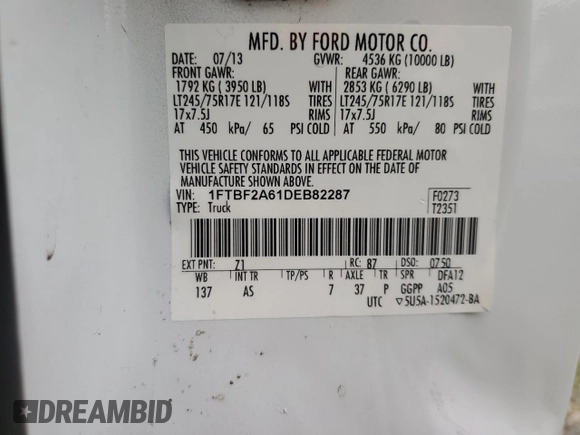 MFD. BY FORD MOTOR CO.
DATE: 07/13 GVWR: 4536 KG (10000 LB)
FRONT GAWR: REAR GAWR:
1792 KG ( 3950 LB) WITH 2853 KG ( 6290 LB) WITH
LT245/75R17E 121/118S TIRES LT245/75R17E 121/118S TIRES
17x7.5J RIMS 17x7.5J RIMS
AT 450 kPa/ 65 PSI COLD AT 550 kPa/ 80 PSI COLD
THIS VEHICLE CONFORMS TO ALL APPLICABLE FEDERAL MOTOR
VEHICLE SAFETY STANDARDS IN EFFECT ON THE DATE OF
MANUFACTURE SHOWN ABOVE.
VIN: 1FTBF2A61DEB82287 F0273
TYPE: Truck T2351
EXT PNT: Z1 RC: 87 DSO: 0750
WB INT TR TP/PS R AXLE TR SPR DFA12
137 AS 7 37 P GGPP A05
UTC ▽5U5A-1520472-BA
DREAMBID